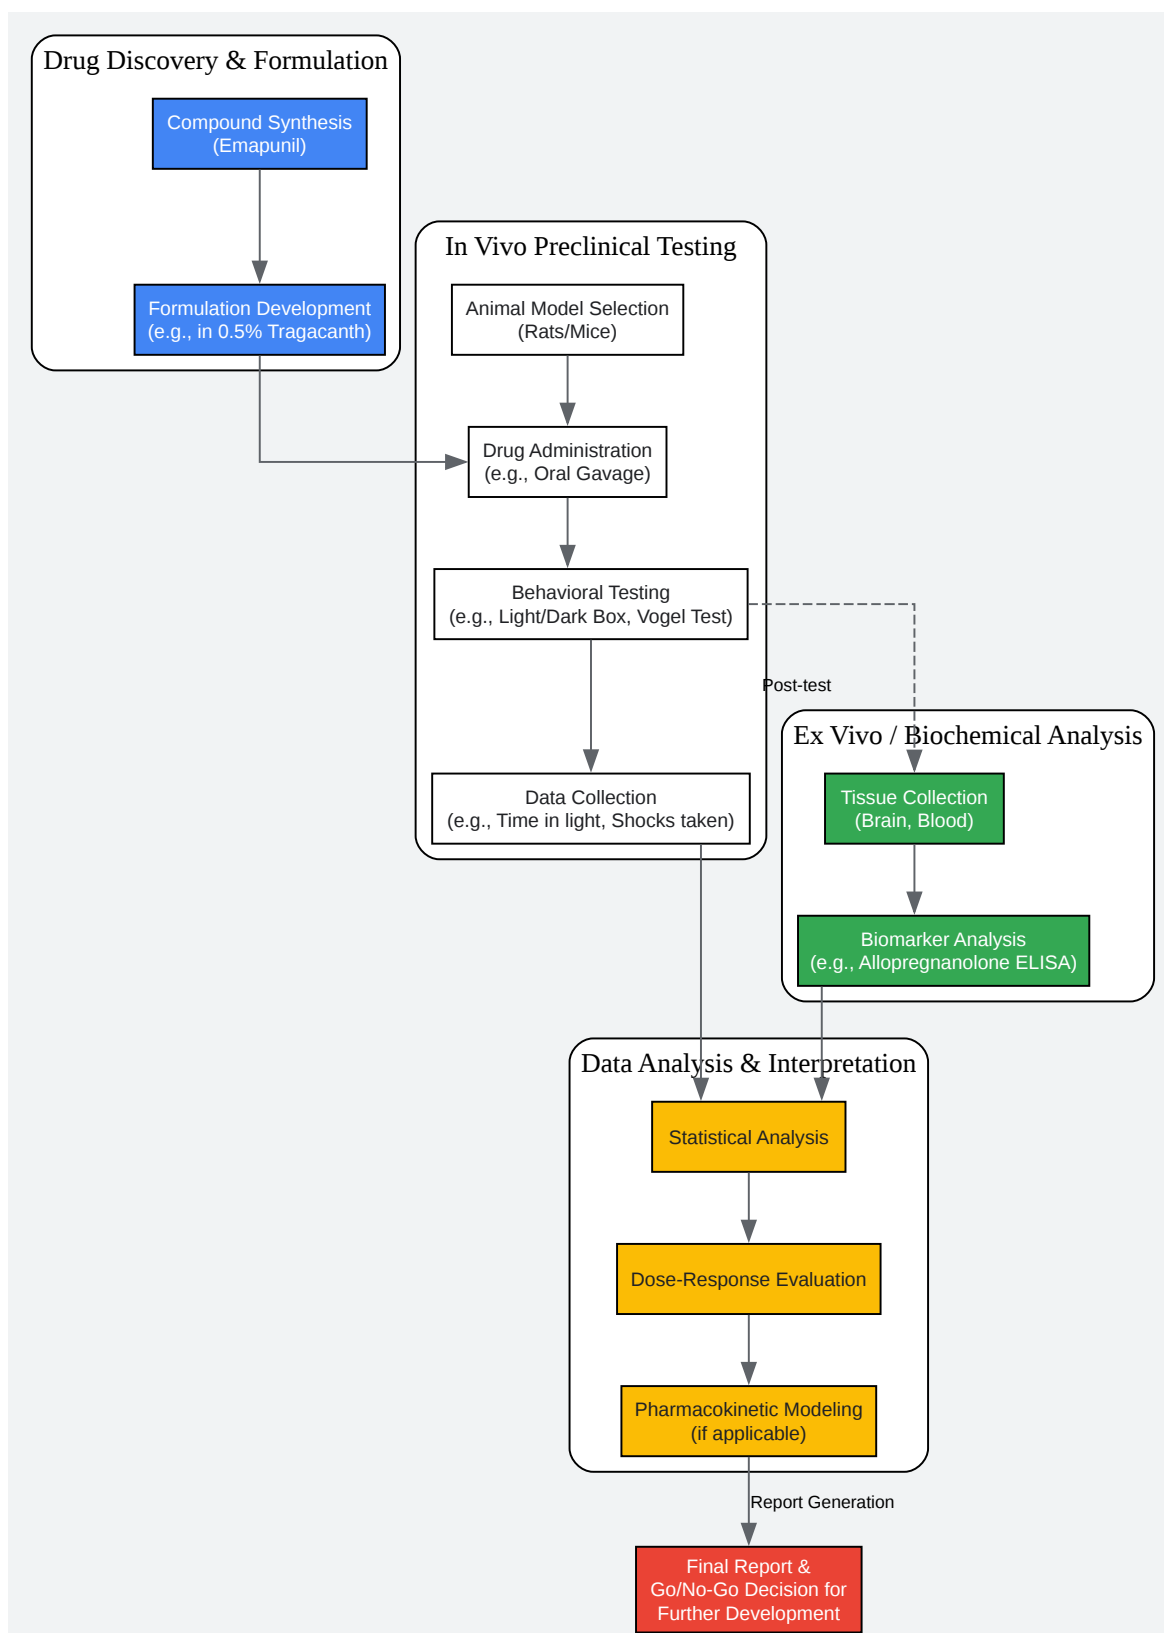 Drug Discovery & Formulation
Compound Synthesis
(Emapunil)
Formulation Development
(e.g., in 0.5% Tragacanth)
In Vivo Preclinical Testing
Animal Model Selection
(Rats/Mice)
Drug Administration
(e.g., Oral Gavage)
Behavioral Testing
(e.g., Light/Dark Box, Vogel Test)
Post-test
Data Collection
(e.g., Time in light, Shocks taken)
Ex Vivo / Biochemical Analysis
Tissue Collection
(Brain, Blood)
Biomarker Analysis
(e.g., Allopregnanolone ELISA)
Data Analysis & Interpretation
Statistical Analysis
Dose-Response Evaluation
Pharmacokinetic Modeling
(if applicable)
Report Generation
Final Report &
Go/No-Go Decision for
Further Development